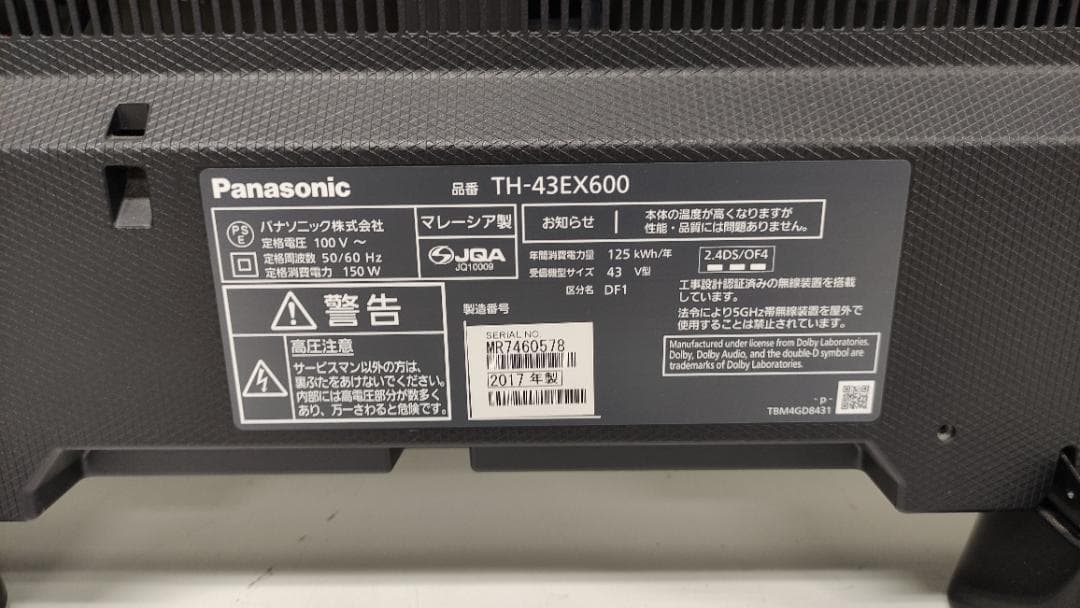 Panasonic
品番 TH-43EX600
PS
E
パナソニック株式会社
定格電圧 100 V ～
定格周波数 50/60 Hz
定格消費電力 150 W
マレーシア製
JQA
JQ10009
お知らせ
本体の温度が高くなりますが
性能・品質には問題ありません。
年間消費電力量 125 kWh/年
受信機型サイズ 43 V型
区分名 DF1
2.4DS/OF4
工事設計認証済みの無線装置を搭載
しています。
法令により5GHz帯無線装置を屋外で
使用することは禁止されています。
警告
高圧注意
サービスマン以外の方は、
裏ぶたをあけないでください。
内部には高電圧部分が数多く
あり、万一さわると危険です。
製造番号
SERIAL NO.
MR7460578
2017 年製
Manufactured under license from Dolby Laboratories.
Dolby, Dolby Audio, and the double-D symbol are
trademarks of Dolby Laboratories.
- p -
TBM4GD8431